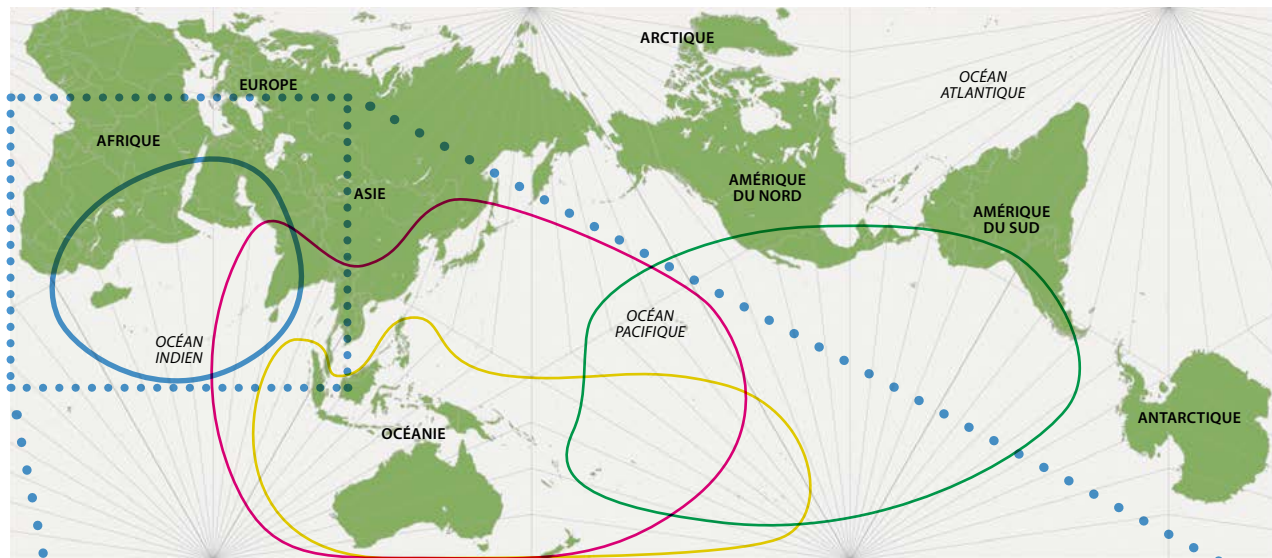 ARCTIQUE
OCÉAN
ATLANTIQUE
EUROPE
AFRIQUE
ASIE
AMÉRIQUE
DU NORD
AMÉRIQUE
DU SUD
OCÉAN
INDIEN
OCÉAN
PACIFIQUE
OCÉANIE
ANTARCTIQUE